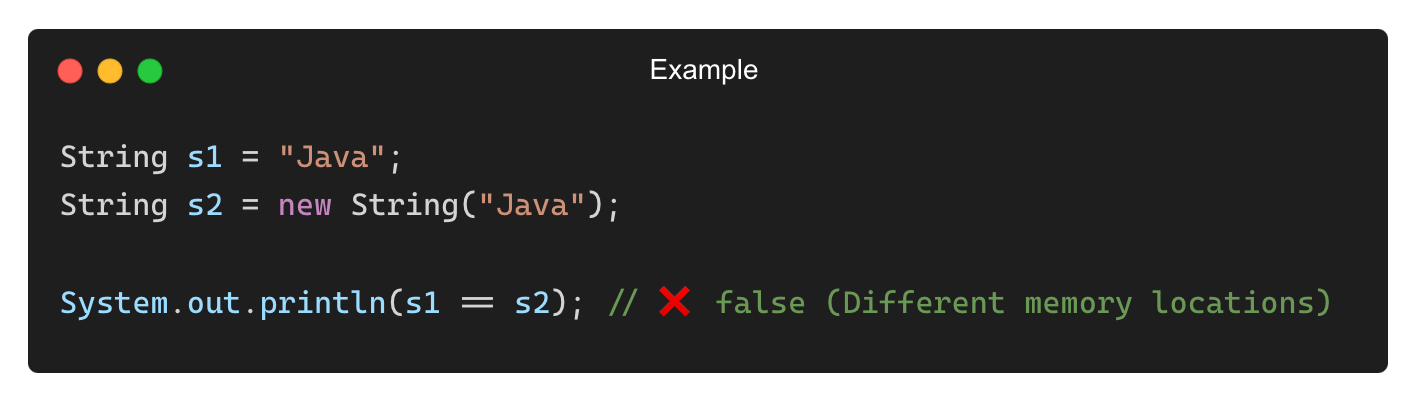 Example
String s1 = "Java";
String s2 = new String("Java");
System.out.println(s1 == s2); // ❌ false (Different memory locations)